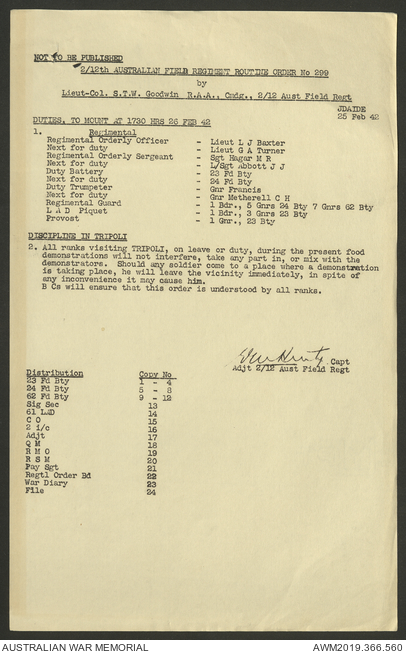 NOT TO BE PUBLISHED
2/12th AUSTRALIAN FIELD REGIMENT ROUTINE ORDER No 299
by
Lieut-Col. S.T.W. Goodwin R.A.A., Cmdg., 2/12 Aust Field Regt
JDAIDE
25 Feb 42
DUTIES, TO MOUNT AT 1730 HRS 26 FEB 42
1. Regimental
Regimental Orderly Officer - Lieut L J Baxter
Next for duty - Lieut G A Turner
Regimental Orderly Sergeant - Sgt Hagar M R
Next for duty - L/Sgt Abbott J J
Duty Battery - 23 Fd Bty
Next for duty - 24 Fd Bty
Duty Trumpeter - Gnr Francis
Next for duty - Gnr Metherell C H
Regimental Guard - 1 Bdr., 5 Gnrs 24 Bty 7 Gnrs 62 Bty
L A D Piquet - 1 Bdr., 3 Gnrs 23 Bty
Provost - 1 Gnr., 23 Bty
DISCIPLINE IN TRIPOLI
2. All ranks visiting TRIPOLI, on leave or duty, during the present food
demonstrations will not interfere, take any part in, or mix with the
demonstrators. Should any soldier come to a place where a demonstration
is taking place, he will leave the vicinity immediately, in spite of
any inconvenience it may cause him.
B Cs will ensure that this order is understood by all ranks.
Capt
Adjt 2/12 Aust Field Regt
Distribution Copy No
23 Fd Bty 1 - 4
24 Fd Bty 5 - 8
62 Fd Bty 9 - 12
Sig Sec 13
61 LAD 14
C O 15
2 i/c 16
Adjt 17
Q M 18
R M O 19
R S M 20
Pay Sgt 21
Regtl Order Bd 22
War Diary 23
File 24
AUSTRALIAN WAR MEMORIAL AWM2019.366.560